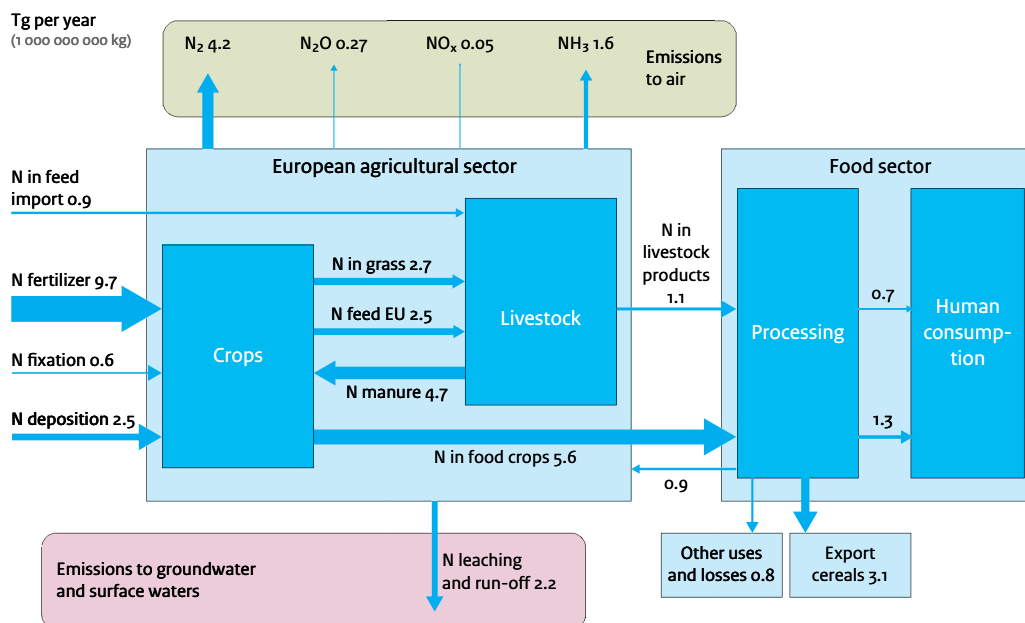 Tg per year
(1 000 000 000 kg)
N₂ 4.2
N₂O 0.27
NOₓ 0.05
NH₃ 1.6
Emissions
to air
European agricultural sector
Food sector
N in feed
import 0.9
N fertilizer 9.7
N fixation 0.6
N deposition 2.5
Crops
N in grass 2.7
N feed EU 2.5
N manure 4.7
Livestock
N in
livestock
products
1.1
Processing
0.7
1.3
Human
consump-
tion
N in food crops 5.6
0.9
N leaching
and run-off 2.2
Emissions to groundwater
and surface waters
Other uses
and losses 0.8
Export
cereals 3.1